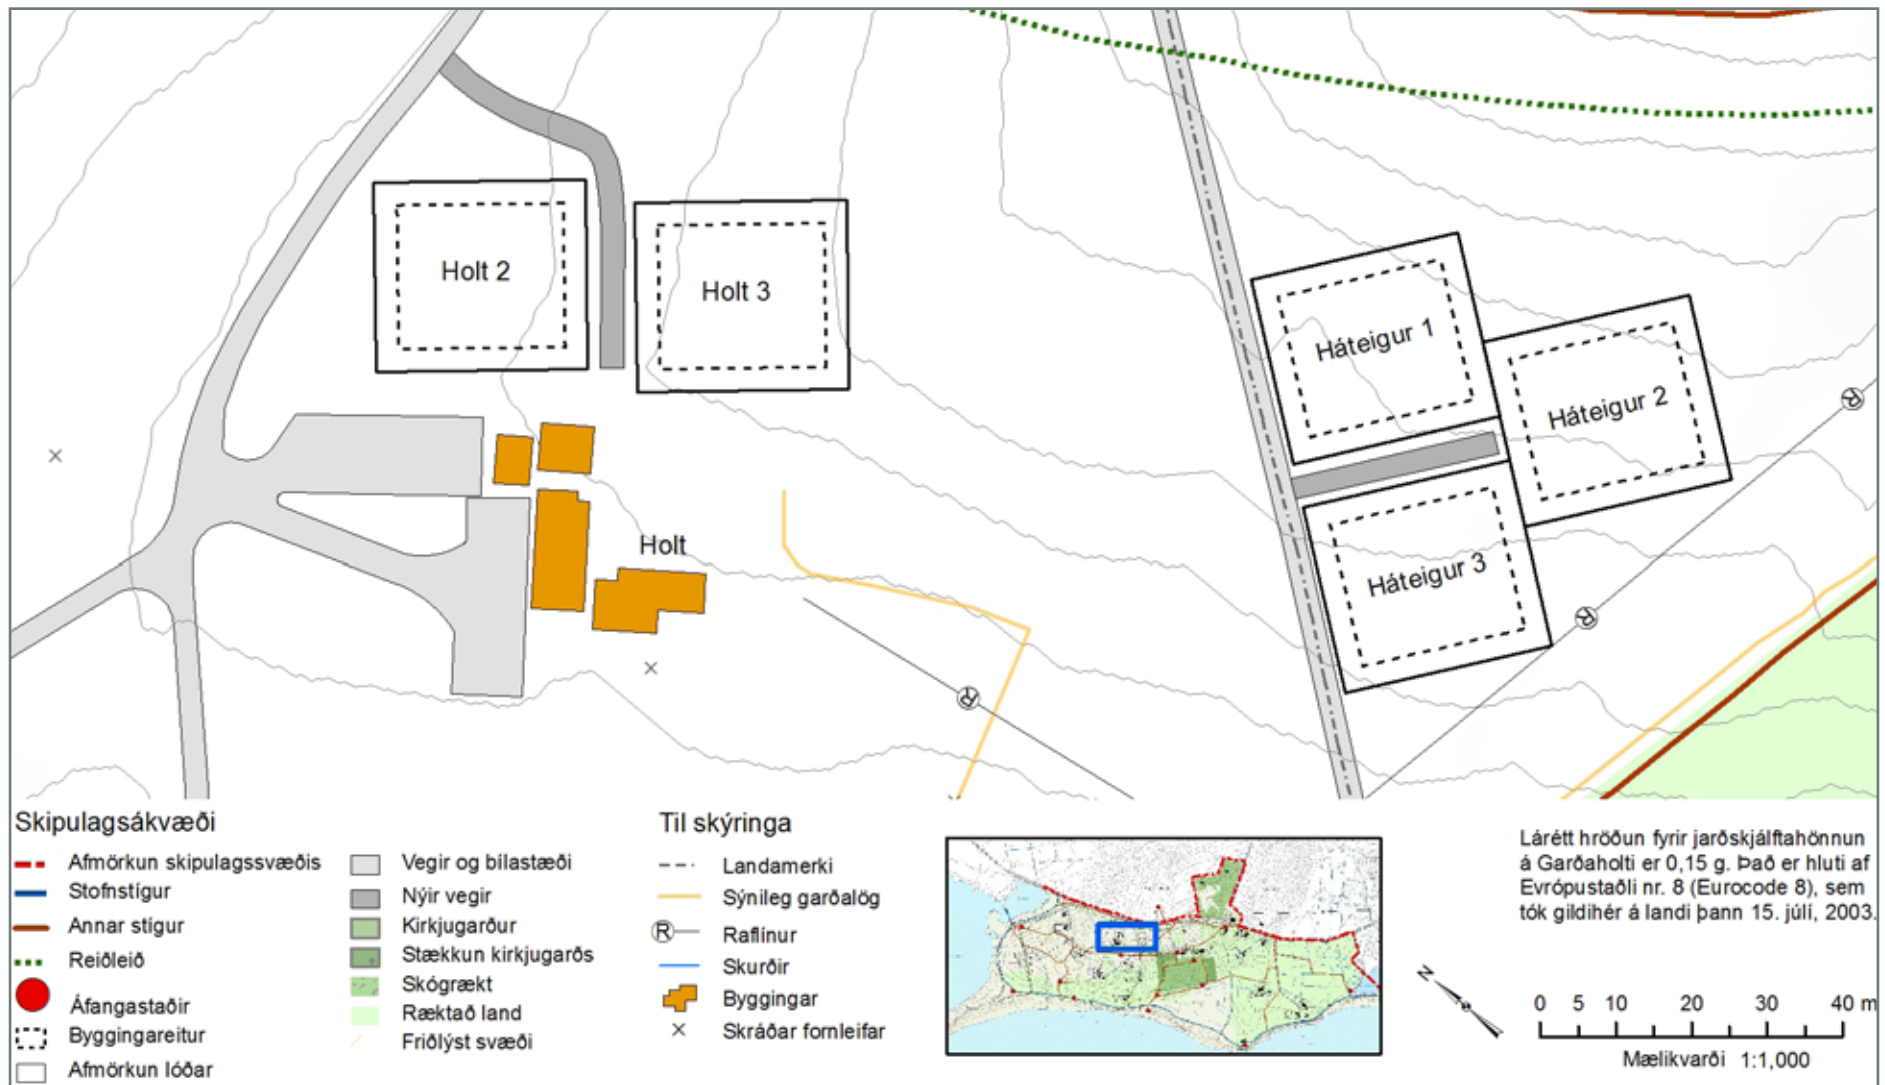 Holt 2
Holt 3
Háteigur 1
Háteigur 2
Háteigur 3
Holt
R
R
R
Skipulagsákvæði
Afmörkun skipulagssvæðis
Stofnstígur
Annar stígur
Reiðleið
Áfangastaðir
Byggingareitur
Afmörkun lóðar
Vegir og bílastæði
Nýir vegir
Kirkjugarður
Stækkun kirkjugarðs
Skógrækt
Ræktað land
Friðlýst svæði
Til skýringa
Landamerki
Sýnileg garðalög
R Raflínur
Skurðir
Byggingar
Skráðar fornleifar
Lárétt hröðun fyrir jarðskjálftahönnun
á Garðaholti er 0,15 g. Það er hluti af
Evrópustaðli nr. 8 (Eurocode 8), sem
tók gildihér á landi þann 15. júlí, 2003.
N
0 5 10 20 30 40 m
Mælikvarði 1:1,000